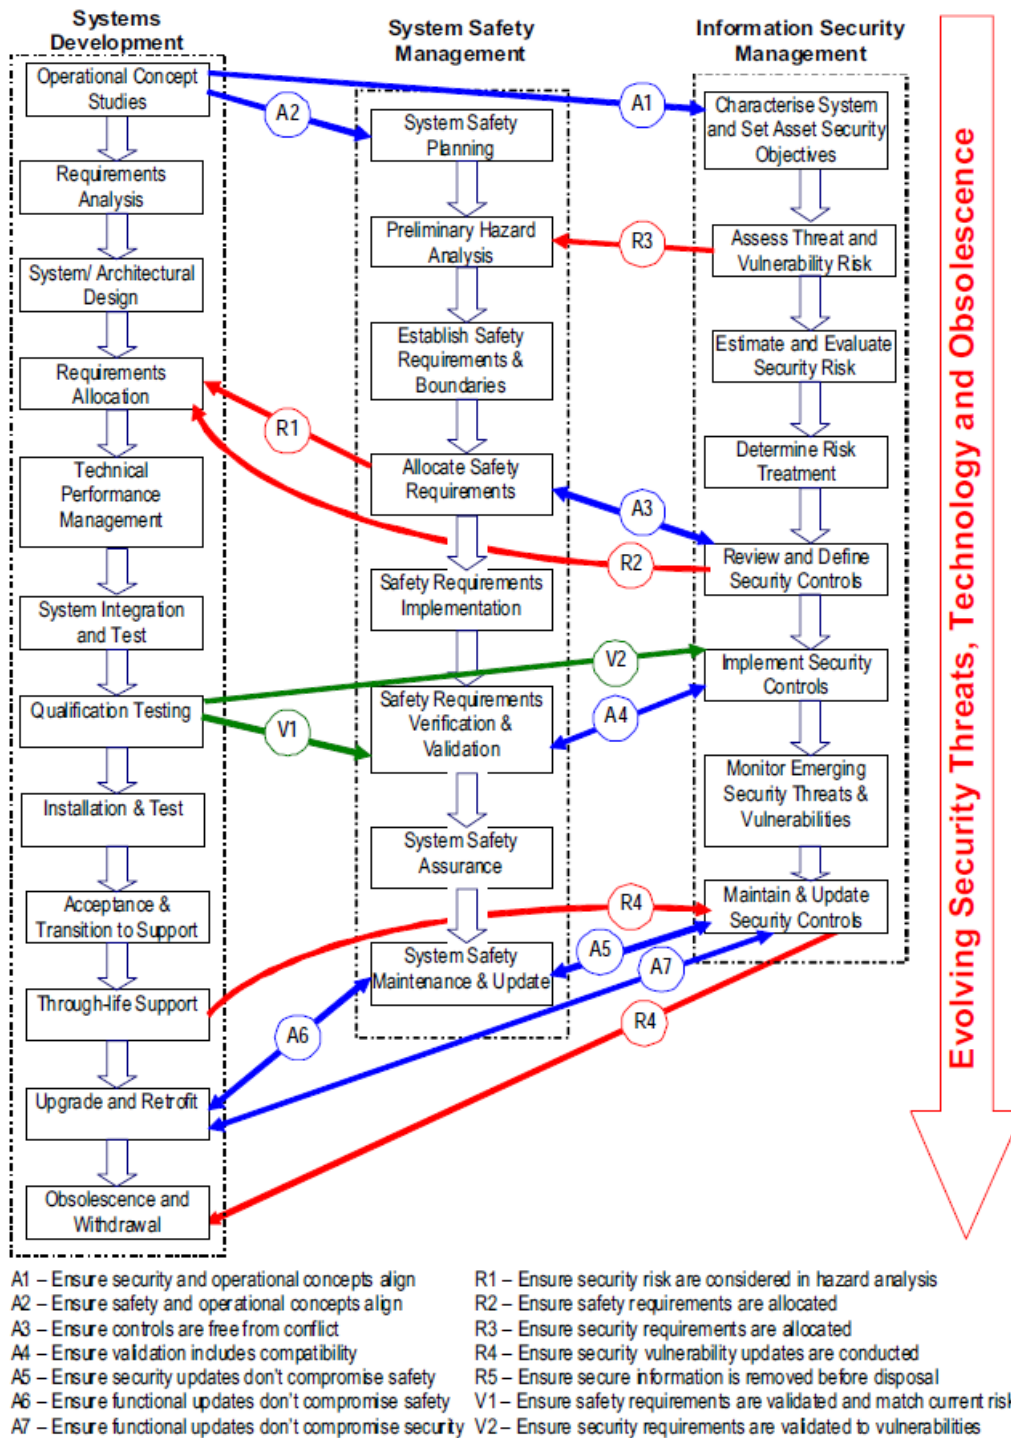 Systems
Development
System Safety
Management
Information Security
Management
Operational Concept
Studies
A1
A2
Characterise System
and Set Asset Security
Objectives
System Safety
Planning
Requirements
Analysis
Preliminary Hazard
Analysis
R3
Assess Threat and
Vulnerability Risk
System/ Architectural
Design
Establish Safety
Requirements &
Boundaries
Estimate and Evaluate
Security Risk
Requirements
Allocation
R1
Allocate Safety
Requirements
Determine Risk
Treatment
Technical
Performance
Management
A3
R2
Review and Define
Security Controls
Safety Requirements
Implementation
System Integration
and Test
V2
Implement Security
Controls
Qualification Testing
V1
Safety Requirements
Verification &
Validation
A4
Monitor Emerging
Security Threats &
Vulnerabilities
Installation & Test
System Safety
Assurance
Acceptance &
Transition to Support
R4
Maintain & Update
Security Controls
System Safety
Maintenance & Update
A5
A7
Through-life Support
A6
R4
Upgrade and Retrofit
Obsolescence and
Withdrawal
Evolving Security Threats, Technology and Obsolescence
A1 – Ensure security and operational concepts align
A2 – Ensure safety and operational concepts align
A3 – Ensure controls are free from conflict
A4 – Ensure validation includes compatibility
A5 – Ensure security updates don't compromise safety
A6 – Ensure functional updates don't compromise safety
A7 – Ensure functional updates don't compromise security
R1 – Ensure security risk are considered in hazard analysis
R2 – Ensure safety requirements are allocated
R3 – Ensure security requirements are allocated
R4 – Ensure security vulnerability updates are conducted
R5 – Ensure secure information is removed before disposal
V1 – Ensure safety requirements are validated and match current risk
V2 – Ensure security requirements are validated to vulnerabilities